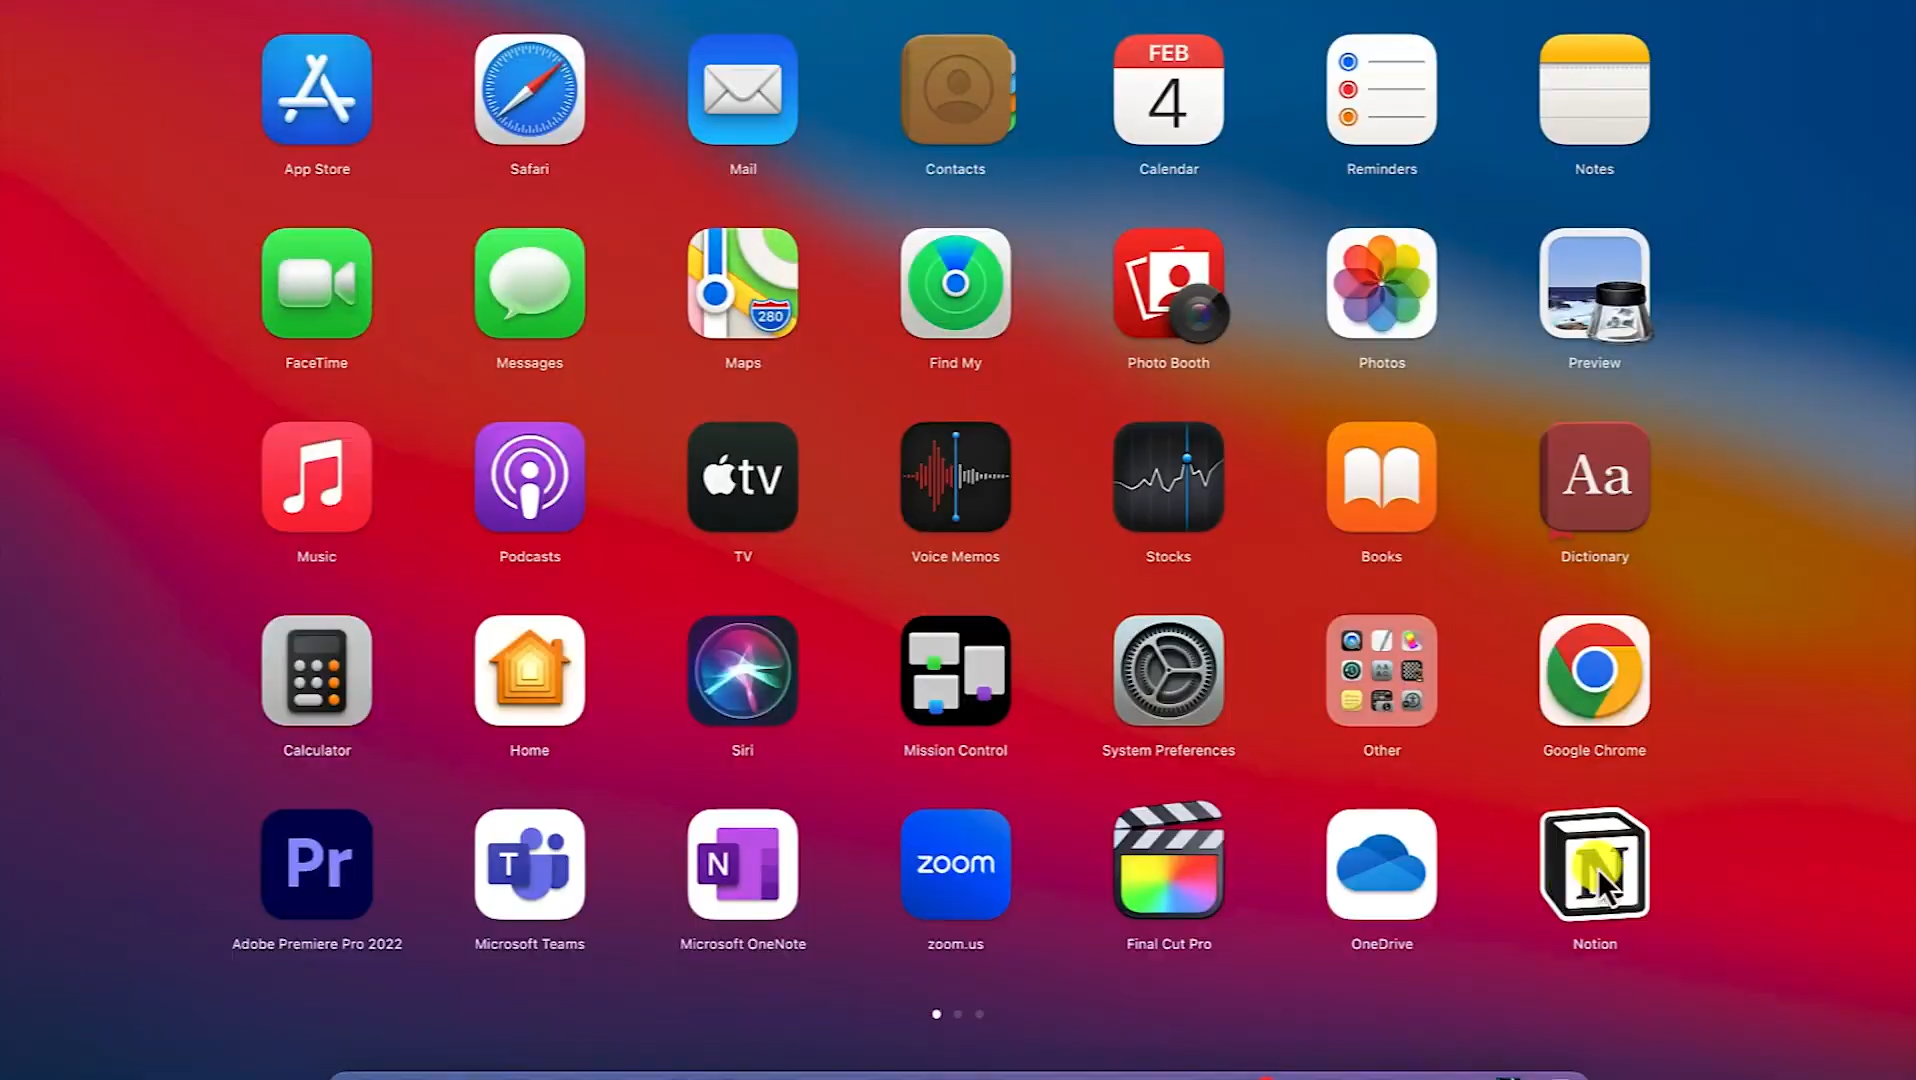 FEB
4
App Store Safari Mail Contacts Calendar Reminders Notes
280
FaceTime Messages Maps Find My Photo Booth Photos Preview
tv Aa
Music Podcasts TV Voice Memos Stocks Books Dictionary
Calculator Home Siri Mission Control System Preferences Other Google Chrome
Pr T N zoom N
Adobe Premiere Pro 2022 Microsoft Teams Microsoft OneNote zoom.us Final Cut Pro OneDrive Notion